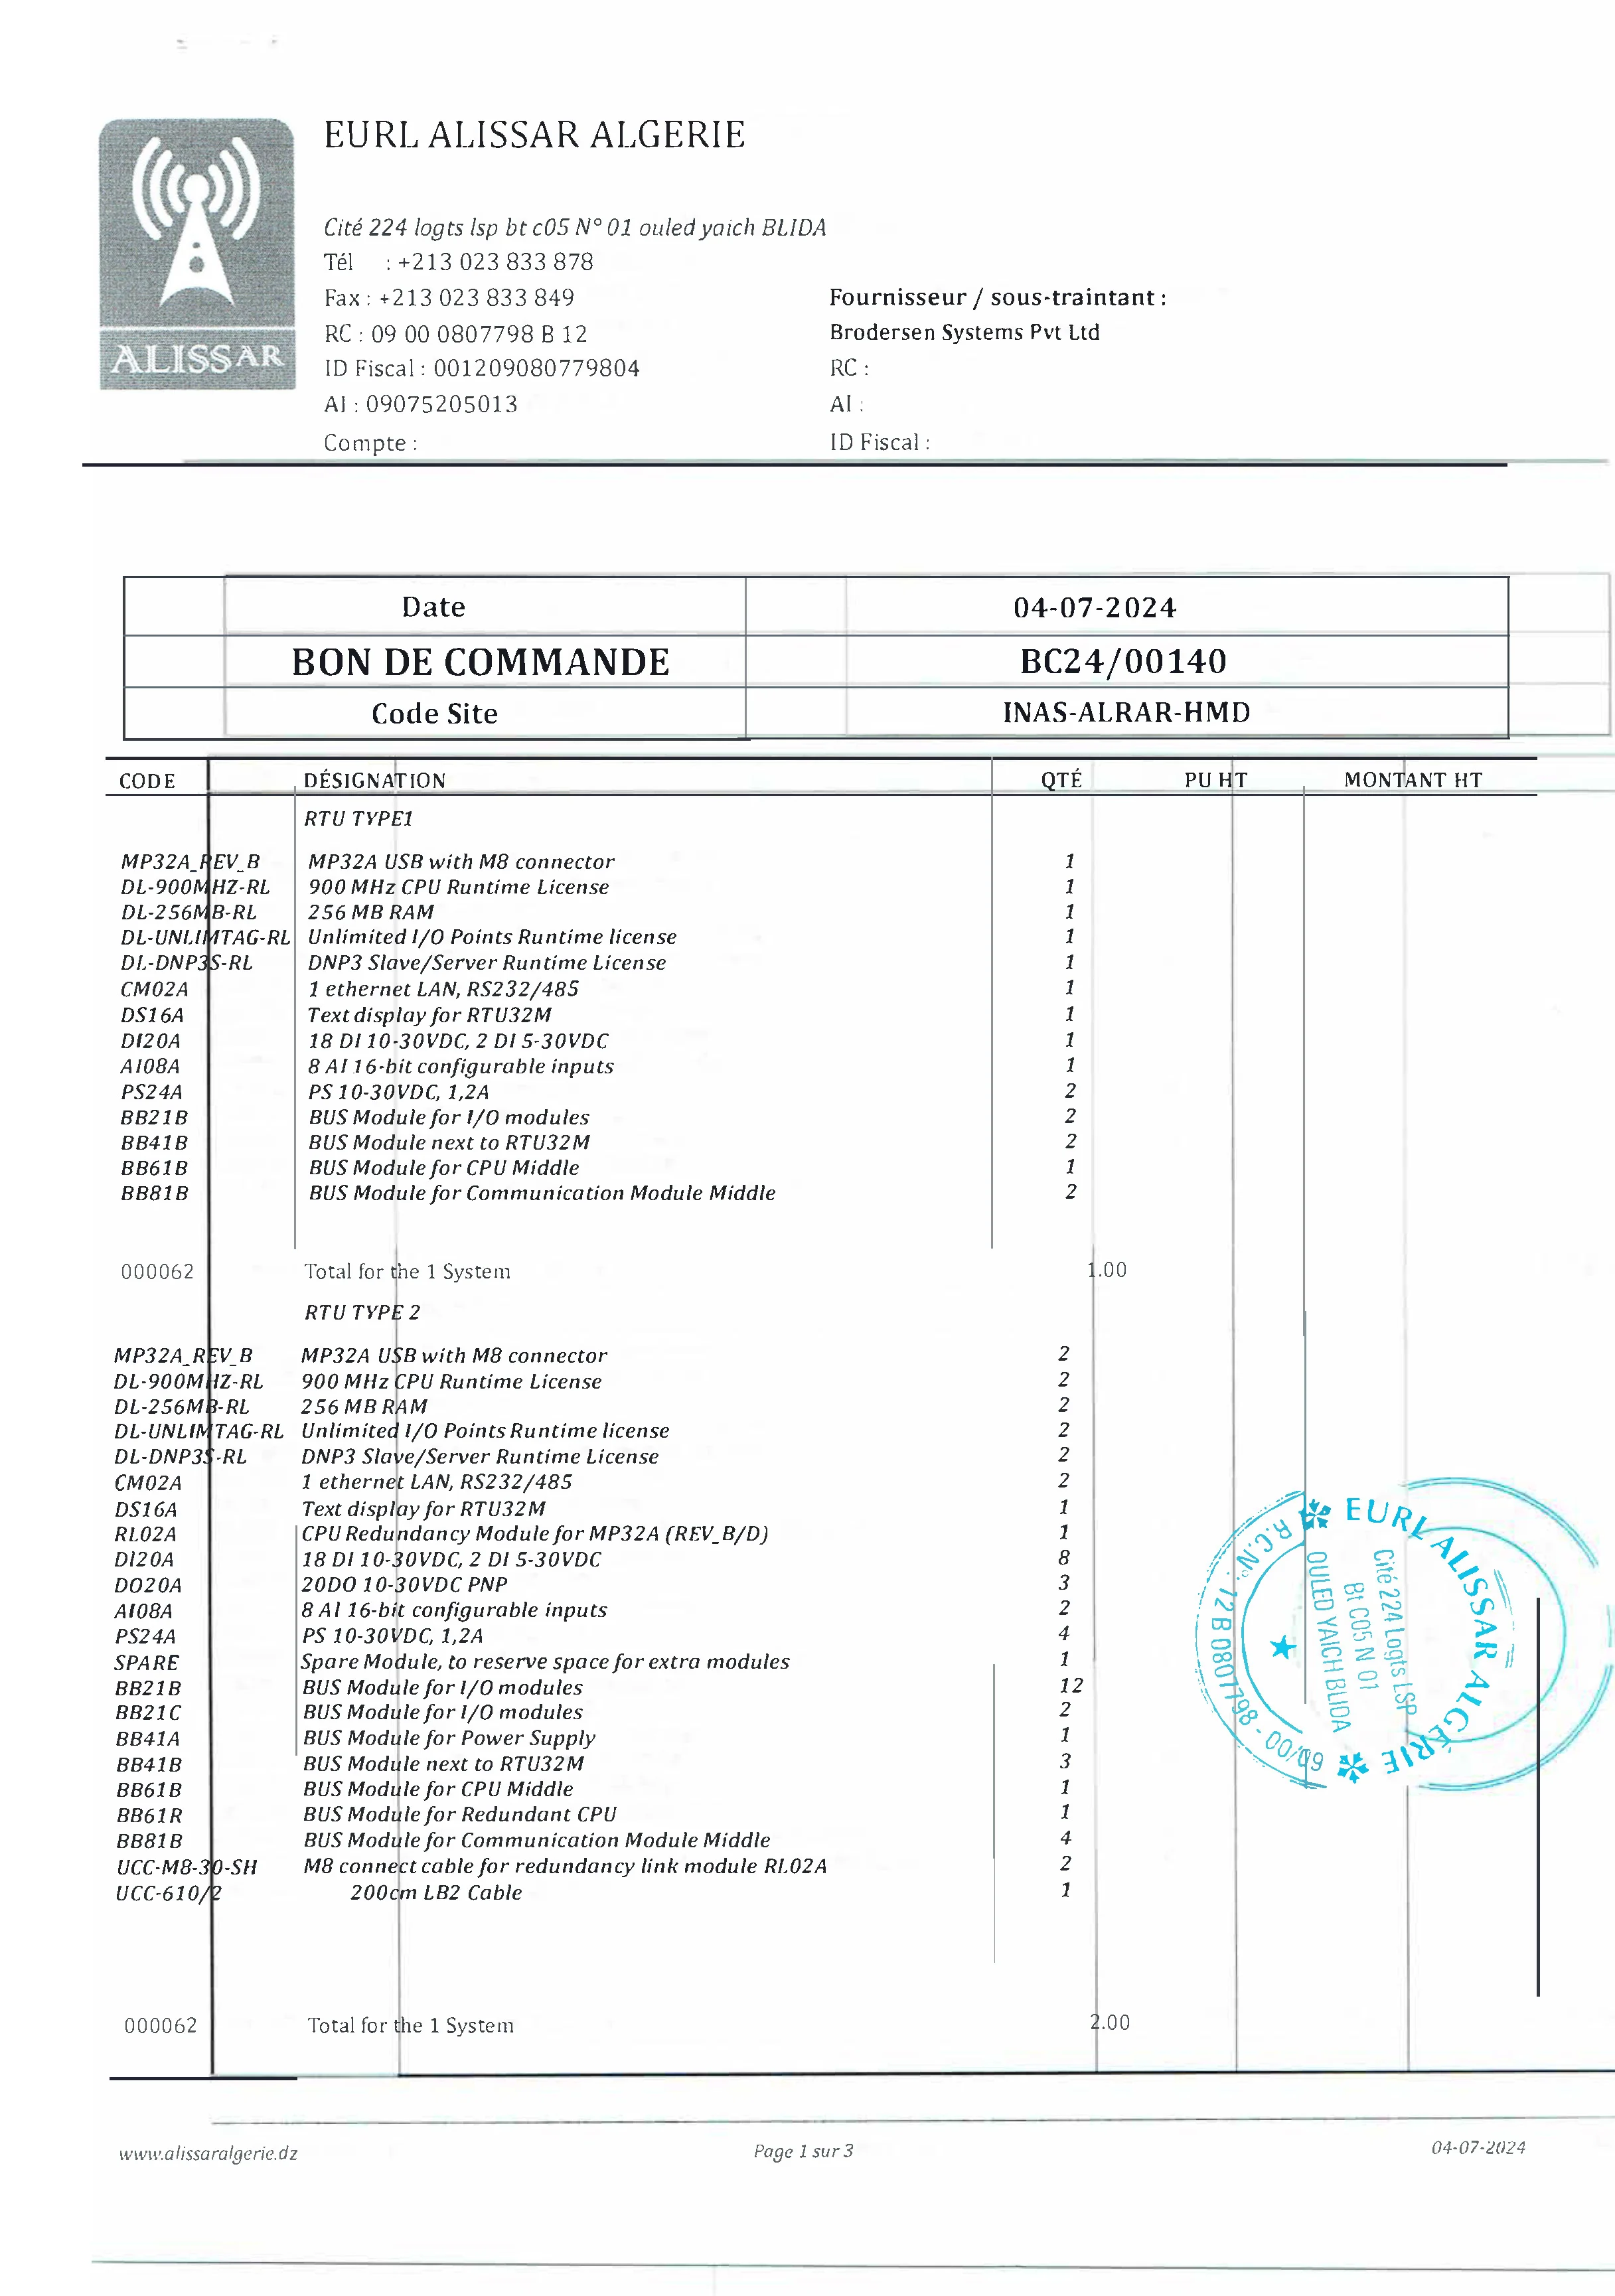 EURL ALISSAR ALGERIE
ALISSAR
Cité 224 logts lsp bt c05 N° 01 ouled yaich BLIDA
Tél : +213 023 833 878
Fax : +213 023 833 849
RC : 09 00 0807798 B 12
ID Fiscal : 001209080779804
AI : 09075205013
Compte :
Fournisseur / sous-traintant :
Brodersen Systems Pvt Ltd
RC :
AI :
ID Fiscal :
Date 04-07-2024
BON DE COMMANDE BC24/00140
Code Site INAS-ALRAR-HMD
CODE DÉSIGNATION QTÉ PU HT MONTANT HT
RTU TYPE1
MP32A_REV_B MP32A USB with M8 connector 1
DL-900MHZ-RL 900 MHz CPU Runtime License 1
DL-256MB-RL 256 MB RAM 1
DL-UNLIMTAG-RL Unlimited I/O Points Runtime license 1
DL-DNP3S-RL DNP3 Slave/Server Runtime License 1
CM02A 1 ethernet LAN, RS232/485 1
DS16A Text display for RTU32M 1
DI20A 18 DI 10-30VDC, 2 DI 5-30VDC 1
AI08A 8 AI 16-bit configurable inputs 1
PS24A PS 10-30VDC, 1,2A 2
BB21B BUS Module for I/O modules 2
BB41B BUS Module next to RTU32M 2
BB61B BUS Module for CPU Middle 1
BB81B BUS Module for Communication Module Middle 2
000062 Total for the 1 System 1.00
RTU TYPE 2
MP32A_REV_B MP32A USB with M8 connector 2
DL-900MHZ-RL 900 MHz CPU Runtime License 2
DL-256MB-RL 256 MB RAM 2
DL-UNLIMTAG-RL Unlimited I/O Points Runtime license 2
DL-DNP3S-RL DNP3 Slave/Server Runtime License 2
CM02A 1 ethernet LAN, RS232/485 2
DS16A Text display for RTU32M 1
RL02A CPU Redundancy Module for MP32A (REV_B/D) 1
DI20A 18 DI 10-30VDC, 2 DI 5-30VDC 8
DO20A 20DO 10-30VDC PNP 3
AI08A 8 AI 16-bit configurable inputs 2
PS24A PS 10-30VDC, 1,2A 4
SPARE Spare Module, to reserve space for extra modules 1
BB21B BUS Module for I/O modules 12
BB21C BUS Module for I/O modules 2
BB41A BUS Module for Power Supply 1
BB41B BUS Module next to RTU32M 3
BB61B BUS Module for CPU Middle 1
BB61R BUS Module for Redundant CPU 1
BB81B BUS Module for Communication Module Middle 4
UCC-M8-30-SH M8 connect cable for redundancy link module RL02A 2
UCC-610/2 200cm LB2 Cable 1
EURL ALISSAR ALGÉRIE
Cité 224 Logts LSP
Bt C05 N 01
OULED YAICH BLIDA
R.C.N°: 12 B 0807798 - 00/09
000062 Total for the 1 System 2.00
www.alissaralgerie.dz Page 1 sur 3 04-07-2024